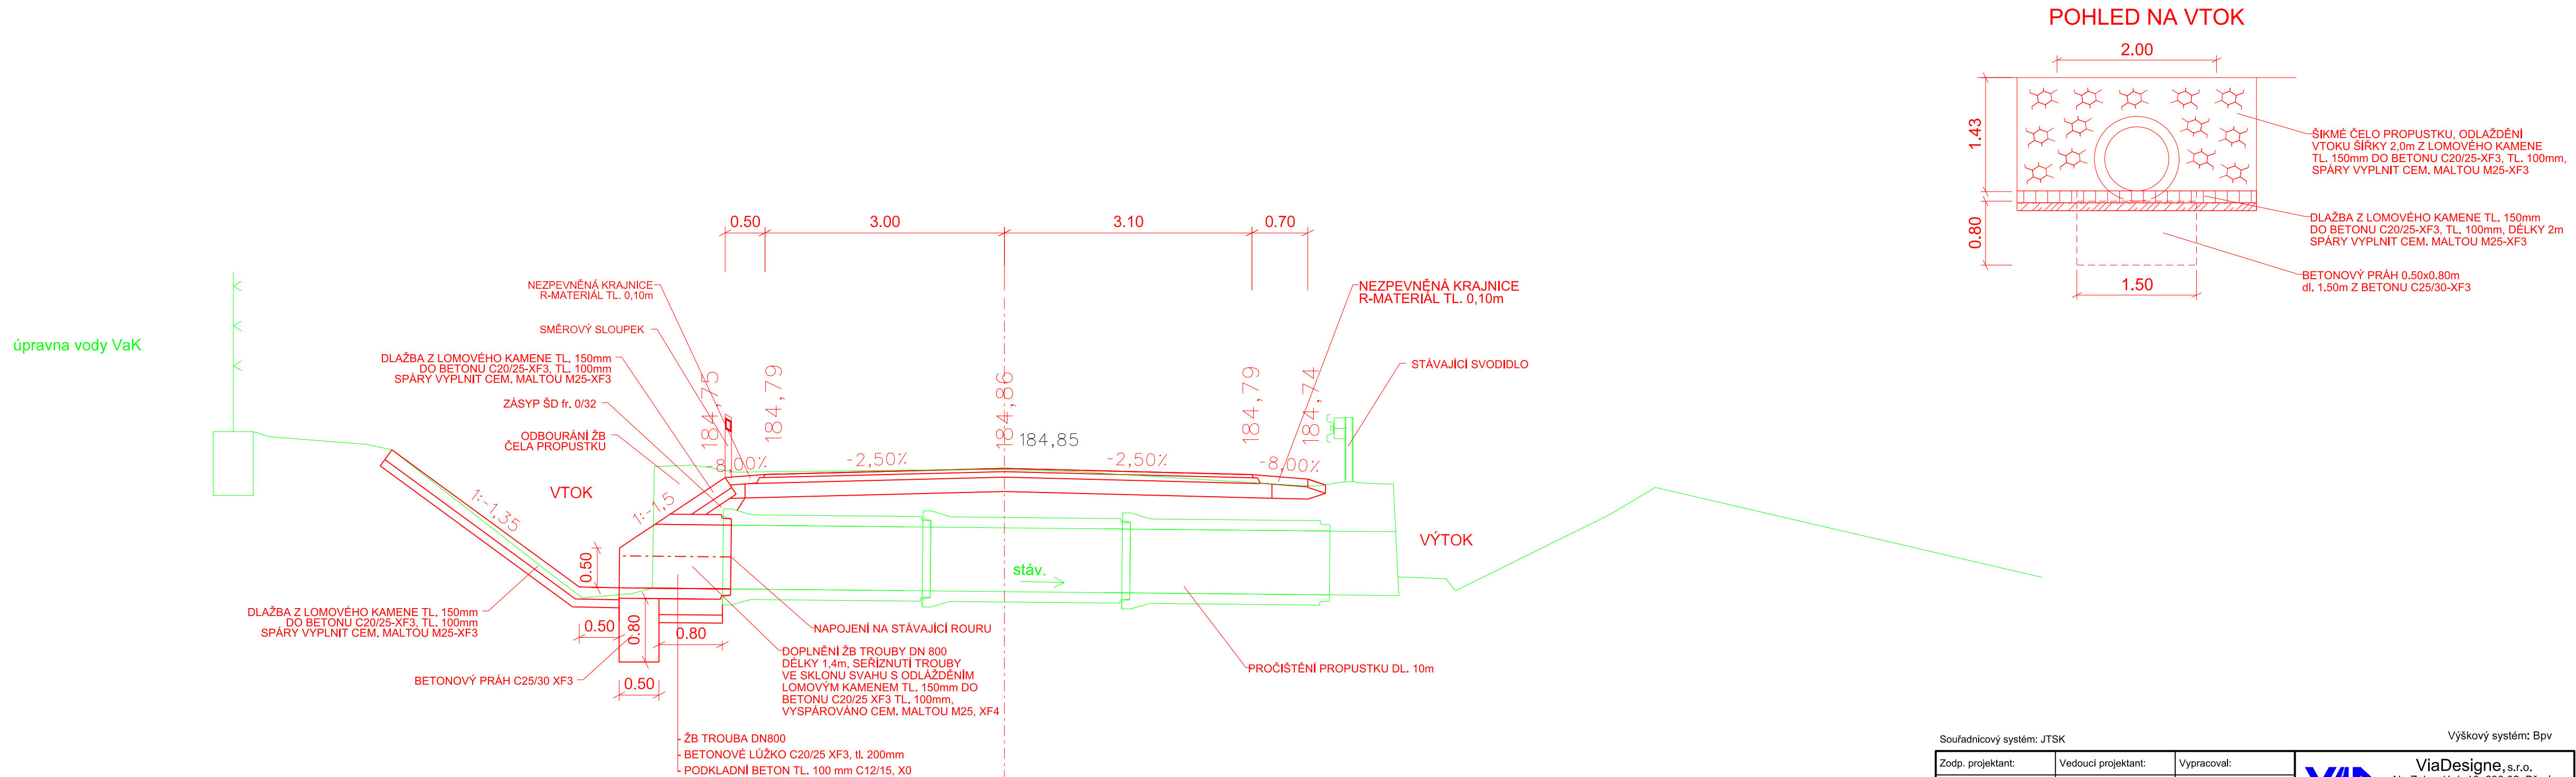 POHLED NA VTOK
2.00
1.43
0.80
1.50
ŠIKMÉ ČELO PROPUSTKU, ODLAŽDĚNÍ
VTOKU ŠÍŘKY 2,0m Z LOMOVÉHO KAMENE
TL. 150mm DO BETONU C20/25-XF3, TL. 100mm,
SPÁRY VYPLNIT CEM. MALTOU M25-XF3
DLAŽBA Z LOMOVÉHO KAMENE TL. 150mm
DO BETONU C20/25-XF3, TL. 100mm, DÉLKY 2m
SPÁRY VYPLNIT CEM. MALTOU M25-XF3
BETONOVÝ PRÁH 0.50x0.80m
dl. 1.50m Z BETONU C25/30-XF3
0.50
3.00
3.10
0.70
NEZPEVNĚNÁ KRAJNICE
R-MATERIÁL TL. 0,10m
SMĚROVÝ SLOUPEK
DLAŽBA Z LOMOVÉHO KAMENE TL. 150mm
DO BETONU C20/25-XF3, TL. 100mm
SPÁRY VYPLNIT CEM. MALTOU M25-XF3
ZÁSYP ŠD fr. 0/32
ODBOURÁNÍ ŽB
ČELA PROPUSTKU
NEZPEVNĚNÁ KRAJNICE
R-MATERIÁL TL. 0,10m
STÁVAJÍCÍ SVODIDLO
úpravna vody VaK
184,75
184,79
184,86
184,85
184,79
184,74
-8,00%
-2,50%
-2,50%
-8,00%
VTOK
1:-1,35
1:-1,5
VÝTOK
stáv.
0.50
0.50
0.80
0.80
0.50
DLAŽBA Z LOMOVÉHO KAMENE TL. 150mm
DO BETONU C20/25-XF3, TL. 100mm
SPÁRY VYPLNIT CEM. MALTOU M25-XF3
BETONOVÝ PRÁH C25/30 XF3
NAPOJENÍ NA STÁVAJÍCÍ ROURU
DOPLNĚNÍ ŽB TROUBY DN 800
DÉLKY 1,4m, SEŘÍZNUTÍ TROUBY
VE SKLONU SVAHU S ODLÁŽDĚNÍM
LOMOVÝM KAMENEM TL. 150mm DO
BETONU C20/25 XF3 TL. 100mm,
VYSPÁROVÁNO CEM. MALTOU M25, XF4
PROČIŠTĚNÍ PROPUSTKU DL. 10m
- ŽB TROUBA DN800
- BETONOVÉ LŮŽKO C20/25 XF3, tl. 200mm
- PODKLADNÍ BETON TL. 100 mm C12/15, X0
Souřadnicový systém: JTSK
Výškový systém: Bpv
Zodp. projektant:
Vedoucí projektant:
Vypracoval:
ViaDesigne, s.r.o.